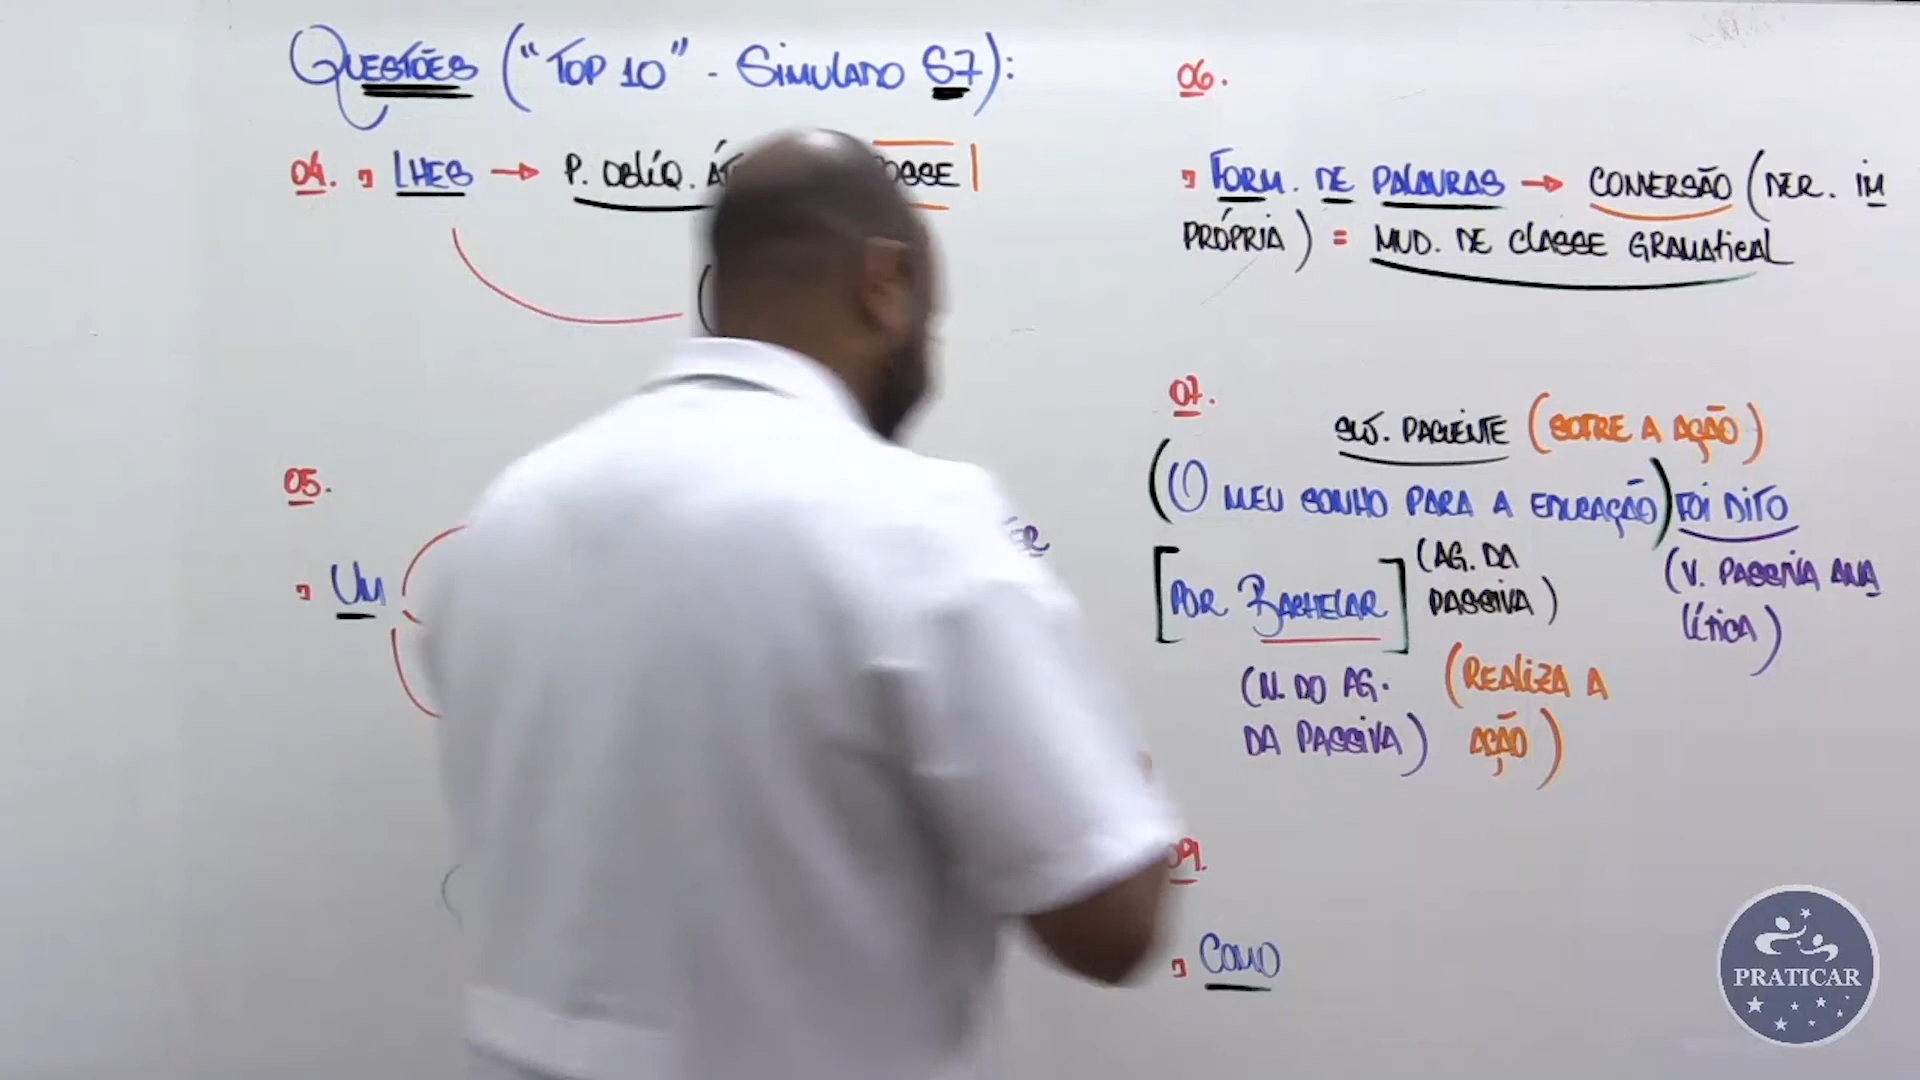 QUESTÕES ("TOP 10" - SIMULADO S7):
04. LHES → P. OBLÍQ.
05.
UM
06.
FORM. DE PALAVRAS → CONVERSÃO (DER. IM
PRÓPRIA) = MUD. DE CLASSE GRAMATICAL
07.
SUJ. PACIENTE (SOFRE A AÇÃO)
(O MEU SONHO PARA A EDUCAÇÃO) FOI DITO
[POR BACHELAR] (AG. DA
PASSIVA)
(V. PASSIVA ANA
LÍTICA)
(N. DO AG.
DA PASSIVA)
(REALIZA A
AÇÃO)
09.
COMO
PRATICAR